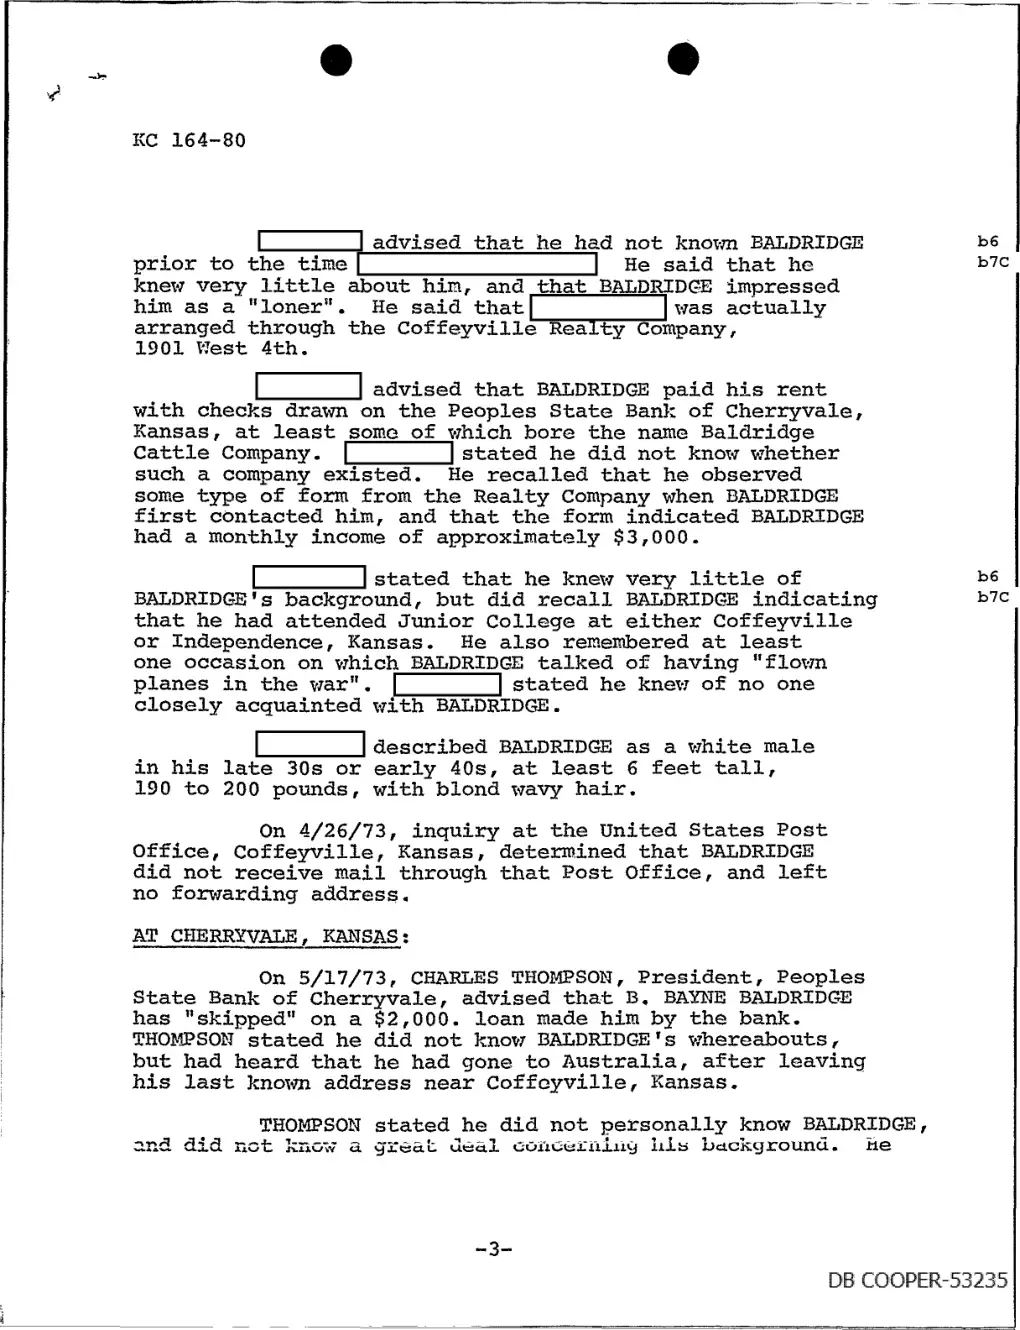 KC 164-80
advised that he had not known BALDRIDGE b6
prior to the time He said that he b7C
knew very little about him, and that BALDRIDGE impressed
him as a "loner". He said that was actually
arranged through the Coffeyville Realty Company,
1901 West 4th.
advised that BALDRIDGE paid his rent
with checks drawn on the Peoples State Bank of Cherryvale,
Kansas, at least some of which bore the name Baldridge
Cattle Company. stated he did not know whether
such a company existed. He recalled that he observed
some type of form from the Realty Company when BALDRIDGE
first contacted him, and that the form indicated BALDRIDGE
had a monthly income of approximately $3,000.
stated that he knew very little of b6
BALDRIDGE's background, but did recall BALDRIDGE indicating b7C
that he had attended Junior College at either Coffeyville
or Independence, Kansas. He also remembered at least
one occasion on which BALDRIDGE talked of having "flown
planes in the war". stated he knew of no one
closely acquainted with BALDRIDGE.
described BALDRIDGE as a white male
in his late 30s or early 40s, at least 6 feet tall,
190 to 200 pounds, with blond wavy hair.
On 4/26/73, inquiry at the United States Post
Office, Coffeyville, Kansas, determined that BALDRIDGE
did not receive mail through that Post Office, and left
no forwarding address.
AT CHERRYVALE, KANSAS:
On 5/17/73, CHARLES THOMPSON, President, Peoples
State Bank of Cherryvale, advised that B. BAYNE BALDRIDGE
has "skipped" on a $2,000. loan made him by the bank.
THOMPSON stated he did not know BALDRIDGE's whereabouts,
but had heard that he had gone to Australia, after leaving
his last known address near Coffeyville, Kansas.
THOMPSON stated he did not personally know BALDRIDGE,
and did not know a great deal concerning his background. He
-3-
DB COOPER-53235